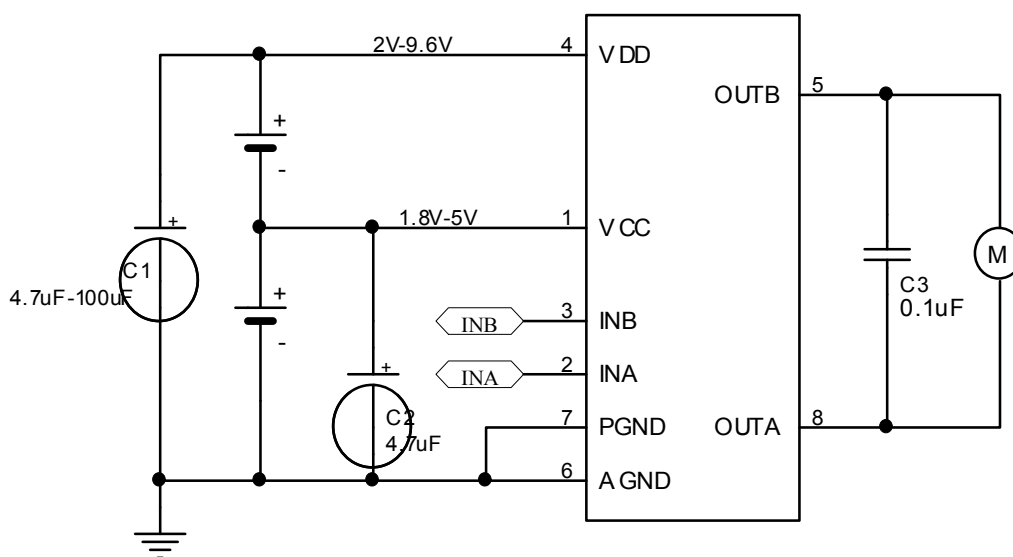 2V-9.6V
4
VDD
OUTB
5
+
-
1.8V-5V
1
VCC
+
C1
4.7uF-100uF
+
-
M
C3
0.1uF
INB
3
INB
INA
2
INA
+
C2
4.7uF
7
PGND
OUTA
8
6
AGND